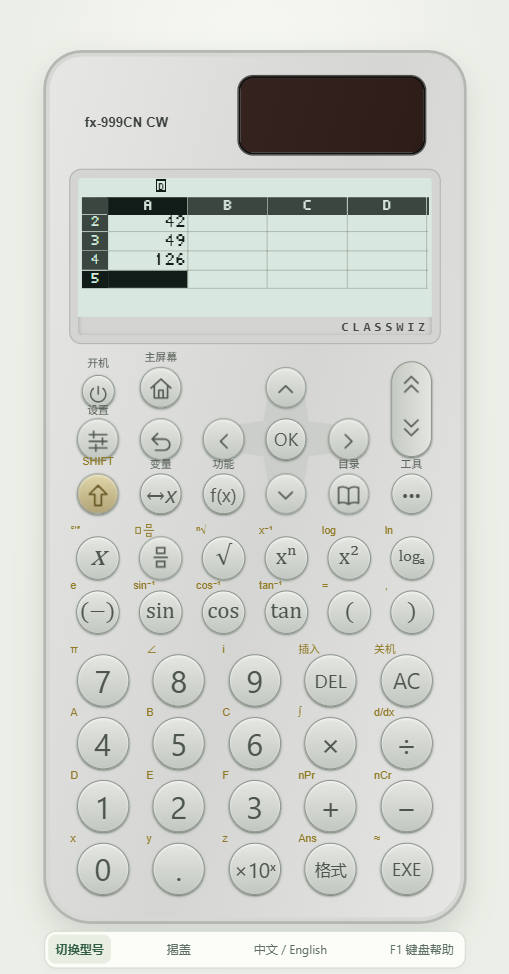 fx-999CN CW
D
A B C D
2 42
3 49
4 126
5
CLASSWIZ
开机 主屏幕
设置 OK
SHIFT 变量 功能 目录 工具
x f(x) •••
°'" ⁿ√ x⁻¹ log ln
x √ xⁿ x² logₐ
e sin⁻¹ cos⁻¹ tan⁻¹ = ,
(−) sin cos tan ( )
π ∠ i 插入 关机
7 8 9 DEL AC
A B C ∫ d/dx
4 5 6 × ÷
D E F nPr nCr
1 2 3 + −
x y z Ans ≈
0 . ×10ˣ 格式 EXE
切换型号 揭盖 中文 / English F1 键盘帮助